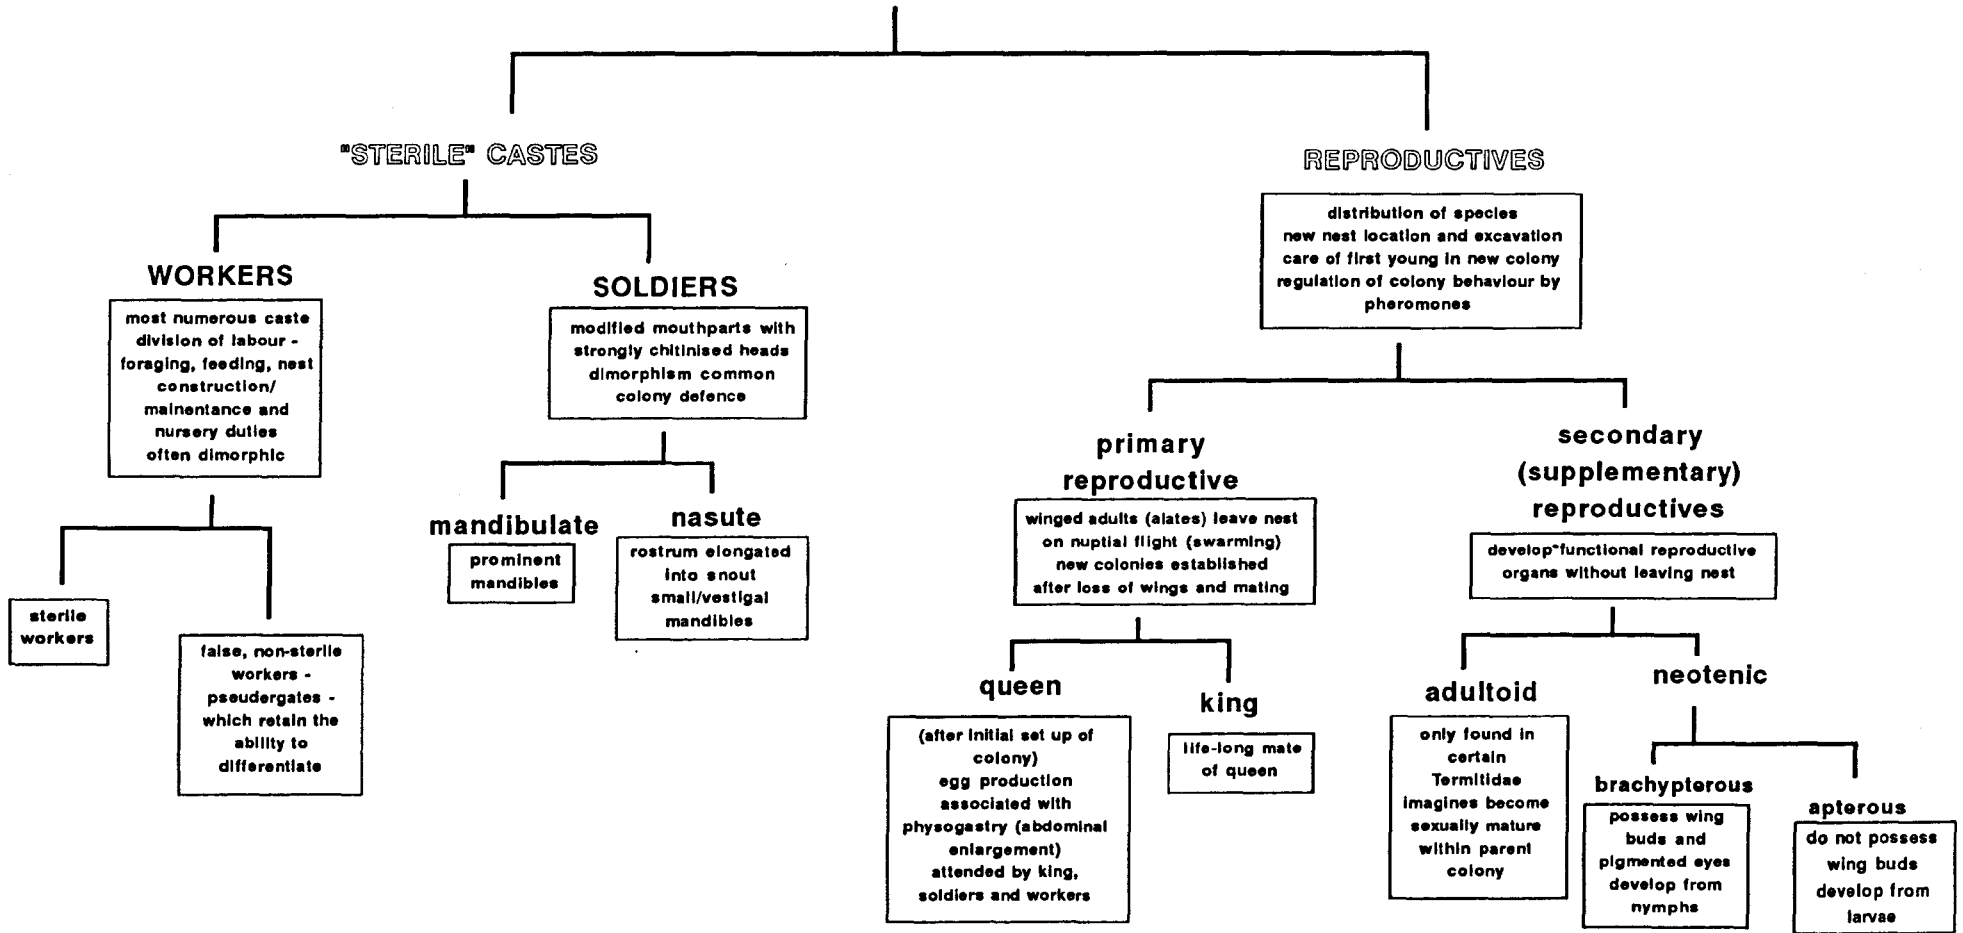 "STERILE" CASTES
REPRODUCTIVES
distribution of species
new nest location and excavation
care of first young in new colony
regulation of colony behaviour by
pheromones
WORKERS
most numerous caste
division of labour -
foraging, feeding, nest
construction/
mainentance and
nursery duties
often dimorphic
SOLDIERS
modified mouthparts with
strongly chitinised heads
dimorphism common
colony defence
primary
reproductive
winged adults (alates) leave nest
on nuptial flight (swarming)
new colonies established
after loss of wings and mating
secondary
(supplementary)
reproductives
develop functional reproductive
organs without leaving nest
sterile
workers
false, non-sterile
workers -
pseudergates -
which retain the
ability to
differentiate
mandibulate
prominent
mandibles
nasute
rostrum elongated
into snout
small/vestigal
mandibles
queen
(after initial set up of
colony)
egg production
associated with
physogastry (abdominal
enlargement)
attended by king,
soldiers and workers
king
life-long mate
of queen
adultoid
only found in
certain
Termitidae
imagines become
sexually mature
within parent
colony
neotenic
brachypterous
possess wing
buds and
pigmented eyes
develop from
nymphs
apterous
do not possess
wing buds
develop from
larvae